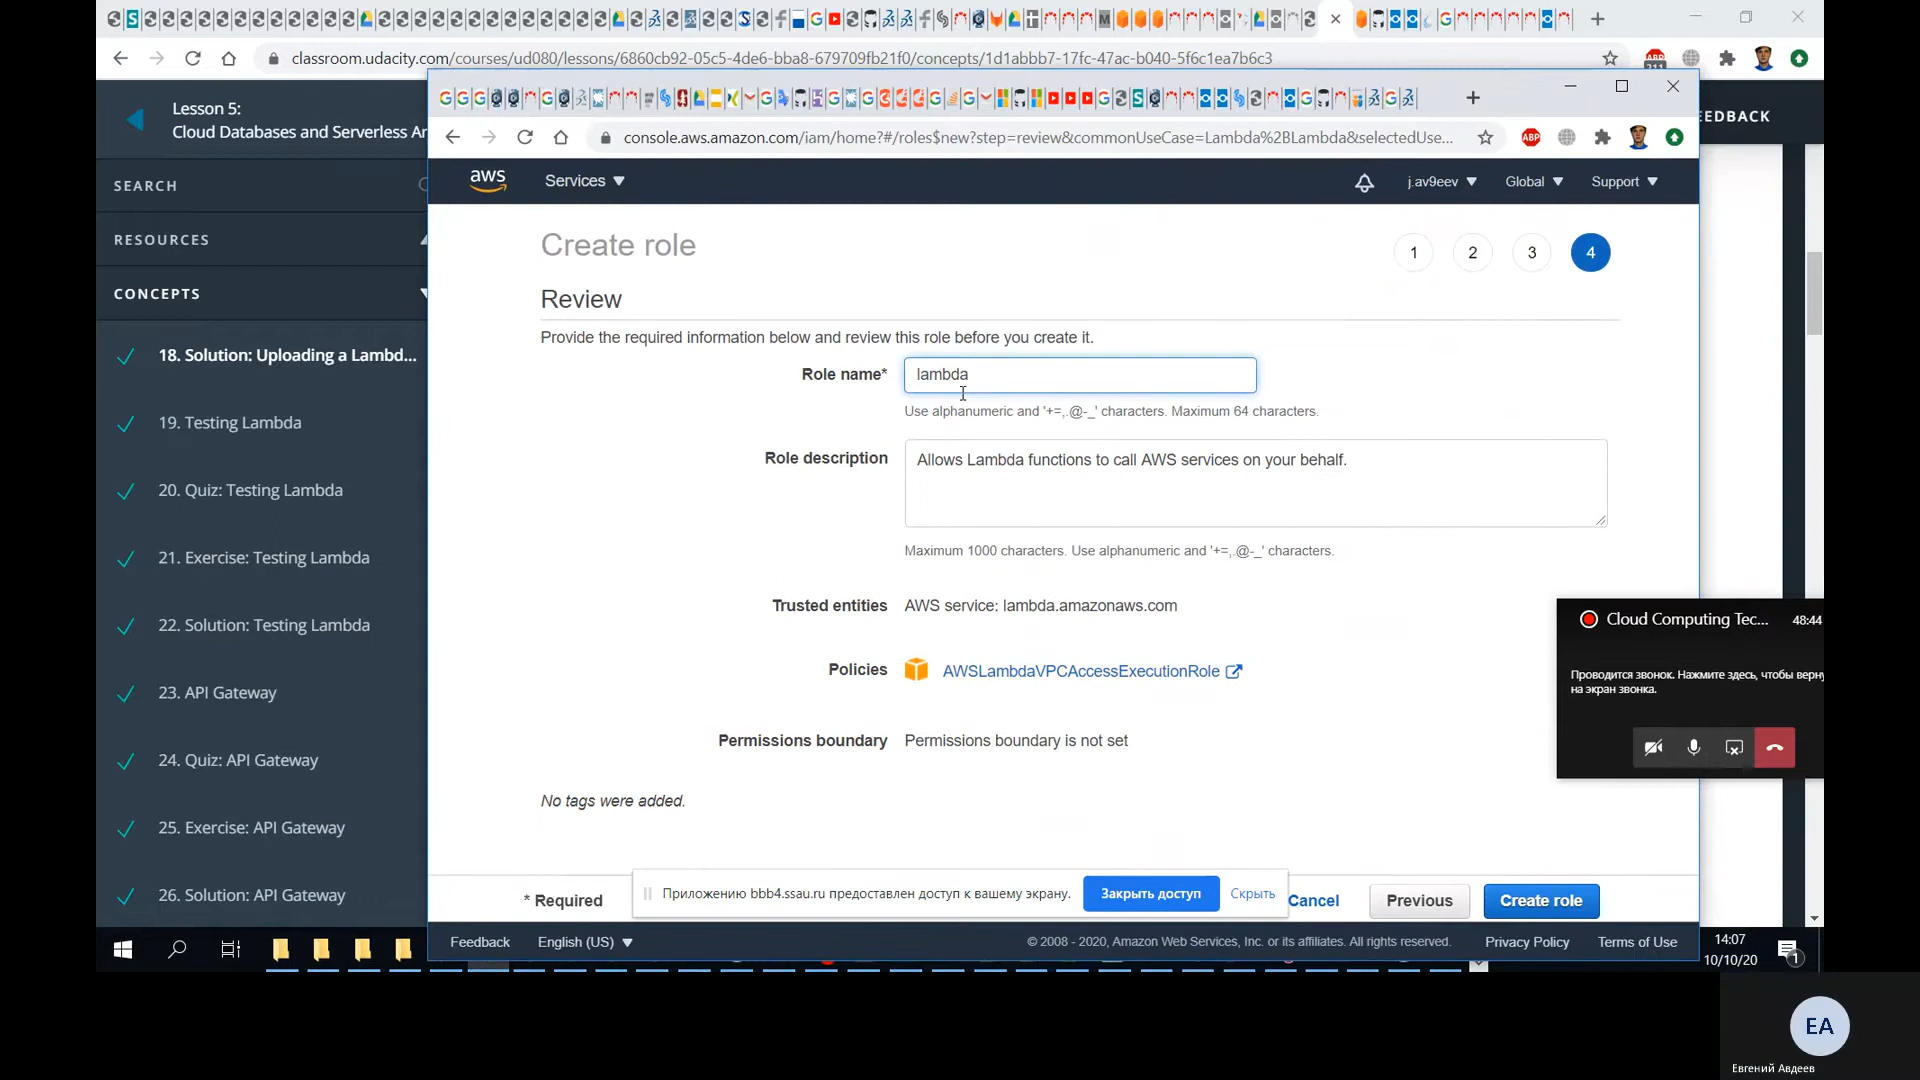 classroom.udacity.com/courses/ud080/lessons/6860cb92-05c5-4de6-bba8-679709fb21f0/concepts/1d1abbb7-17fc-47ac-b040-5f6c1ea7b6c3
Lesson 5:
Cloud Databases and Serverless Ar
EEDBACK
SEARCH
RESOURCES
CONCEPTS
18. Solution: Uploading a Lambd...
19. Testing Lambda
20. Quiz: Testing Lambda
21. Exercise: Testing Lambda
22. Solution: Testing Lambda
23. API Gateway
24. Quiz: API Gateway
25. Exercise: API Gateway
26. Solution: API Gateway
console.aws.amazon.com/iam/home?#/roles$new?step=review&commonUseCase=Lambda%2BLambda&selectedUse...
ABP
aws
Services
j.av9eev
Global
Support
Create role
1
2
3
4
Review
Provide the required information below and review this role before you create it.
Role name*
lambda
Use alphanumeric and '+=,.@-_' characters. Maximum 64 characters.
Role description
Allows Lambda functions to call AWS services on your behalf.
Maximum 1000 characters. Use alphanumeric and '+=,.@-_' characters.
Trusted entities
AWS service: lambda.amazonaws.com
Policies
AWSLambdaVPCAccessExecutionRole
Permissions boundary
Permissions boundary is not set
No tags were added.
* Required
Приложению bbb4.ssau.ru предоставлен доступ к вашему экрану.
Закрыть доступ
Скрыть
Cancel
Previous
Create role
Feedback
English (US)
© 2008 - 2020, Amazon Web Services, Inc. or its affiliates. All rights reserved.
Privacy Policy
Terms of Use
Cloud Computing Tec...
48:44
Проводится звонок. Нажмите здесь, чтобы верну
на экран звонка.
14:07
10/10/20
1
EA
Евгений Авдеев